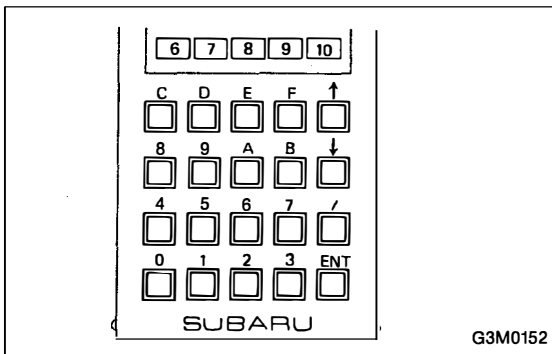 6 7 8 9 10
C D E F ↑
8 9 A B ↓
4 5 6 7 /
0 1 2 3 ENT
SUBARU
G3M0152